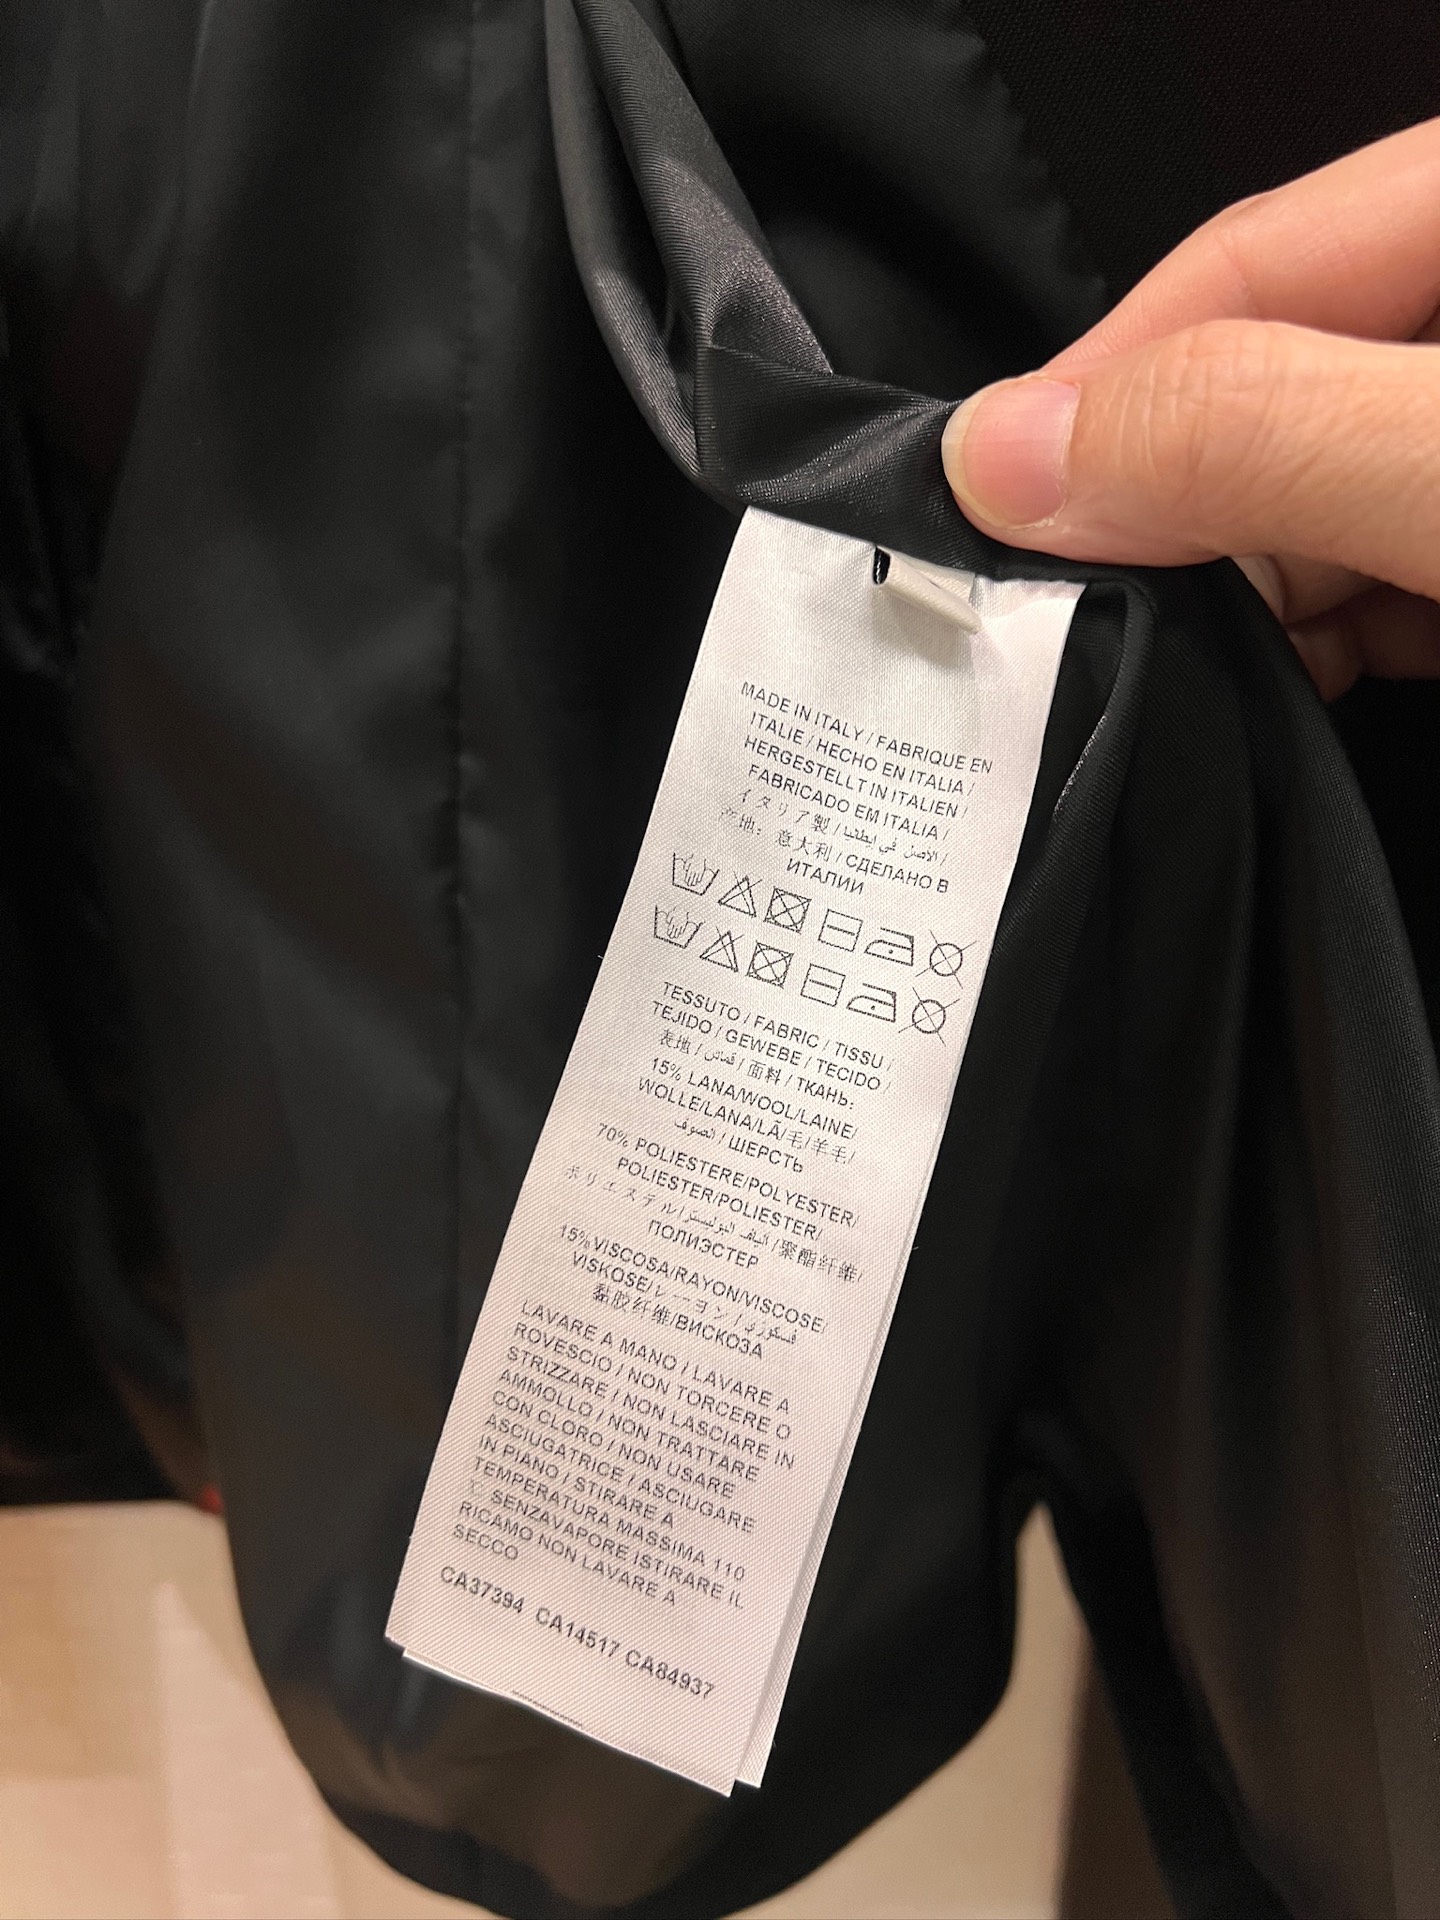 MADE IN ITALY / FABRIQUE EN
ITALIE / HECHO EN ITALIA /
HERGESTELLT IN ITALIEN /
FABRICADO EM ITALIA /
イタリア製 / الأصل في إيطاليا /
产地: 意大利 / СДЕЛАНО В
ИТАЛИИ
TESSUTO / FABRIC / TISSU /
TEJIDO / GEWEBE / TECIDO /
表地 / قماش / 面料 / ТКАНЬ:
15% LANA/WOOL/LAINE/
WOLLE/LANA/LÃ/毛/羊毛/
الصوف / ШЕРСТЬ
70% POLIESTERE/POLYESTER/
POLIESTER/POLIESTER/
ポリエステル/الياف البوليستر/聚酯纤维/
ПОЛИЭСТЕР
15% VISCOSA/RAYON/VISCOSE/
VISKOSE/レーヨン / فسكوزي/
黏胶纤维/ВИСКОЗА
LAVARE A MANO / LAVARE A
ROVESCIO / NON TORCERE O
STRIZZARE / NON LASCIARE IN
AMMOLLO / NON TRATTARE
CON CLORO / NON USARE
ASCIUGATRICE / ASCIUGARE
IN PIANO / STIRARE A
TEMPERATURA MASSIMA 110
°C SENZAVAPORE ISTIRARE IL
RICAMO NON LAVARE A
SECCO
CA37394 CA14517 CA84937